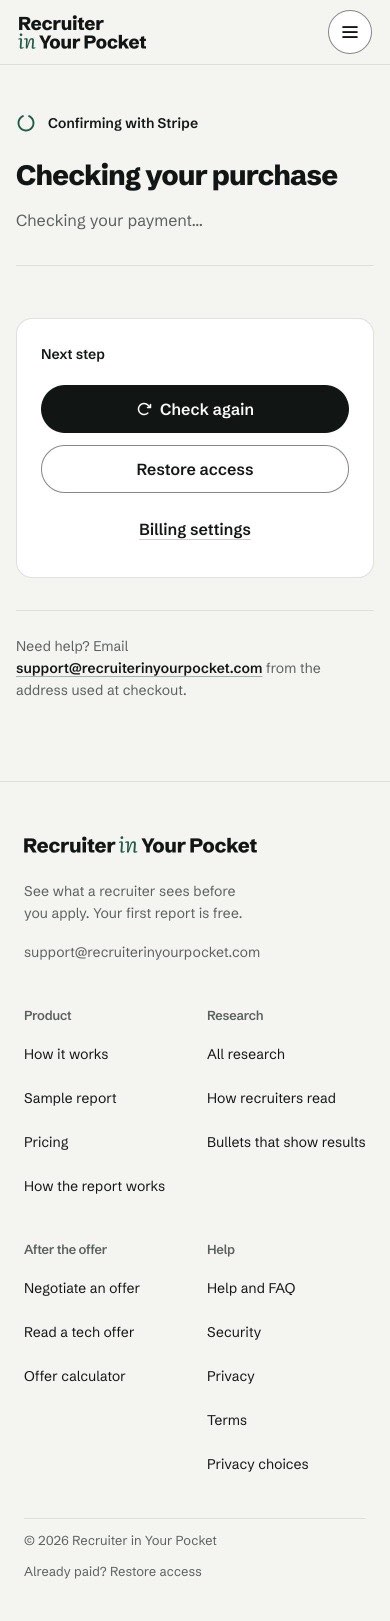 Recruiter
in Your Pocket
Confirming with Stripe
Checking your purchase
Checking your payment...
Next step
Check again
Restore access
Billing settings
Need help? Email
support@recruiterinyourpocket.com from the
address used at checkout.
Recruiter in Your Pocket
See what a recruiter sees before
you apply. Your first report is free.
support@recruiterinyourpocket.com
Product
How it works
Sample report
Pricing
How the report works
Research
All research
How recruiters read
Bullets that show results
After the offer
Negotiate an offer
Read a tech offer
Offer calculator
Help
Help and FAQ
Security
Privacy
Terms
Privacy choices
© 2026 Recruiter in Your Pocket
Already paid? Restore access